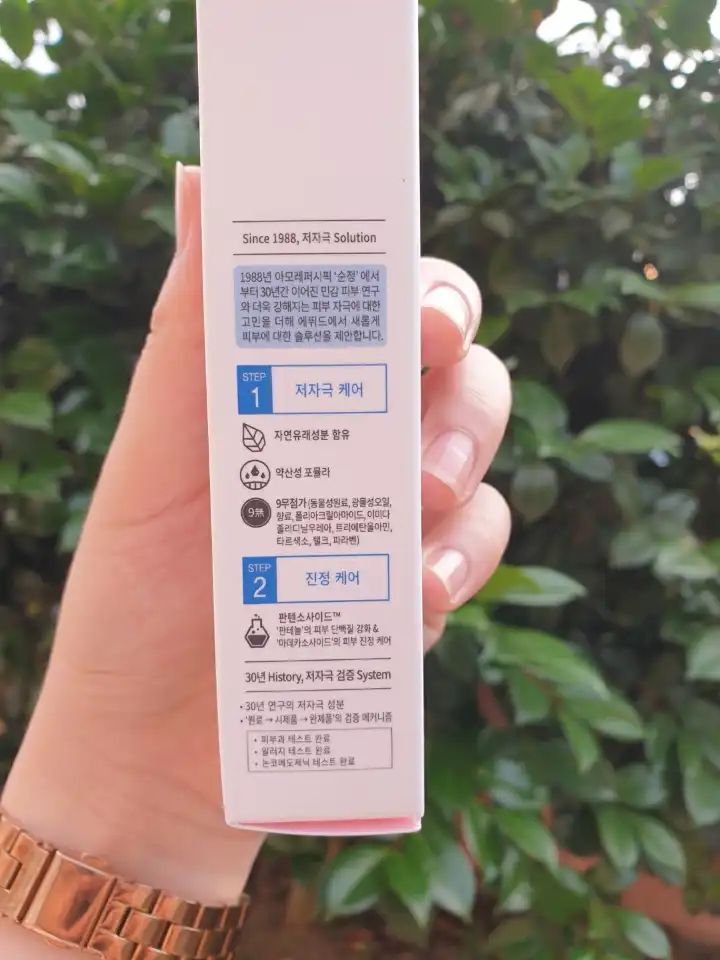 Since 1988, 저자극 Solution
1988년 아모레퍼시픽 '순정' 에서
부터 30년간 이어진 민감 피부 연구
와 더욱 강해지는 피부 자극에 대한
고민을 더해 에뛰드에서 새롭게
피부에 대한 솔루션을 제안합니다.
STEP
1
저자극 케어
자연유래성분 함유
약산성 포뮬라
9無
9무첨가(동물성원료, 광물성오일,
향료, 폴리아크릴아마이드, 이미다
졸리디닐우레아, 트리에탄올아민,
타르색소, 탤크, 파라벤)
STEP
2
진정 케어
판텐소사이드™
'판테놀'의 피부 단백질 강화 &
'마데카소사이드'의 피부 진정 케어
30년 History, 저자극 검증 System
• 30년 연구의 저자극 성분
• '원료 → 시제품 → 완제품'의 검증 메커니즘
• 피부과 테스트 완료
• 알러지 테스트 완료
• 논코메도제닉 테스트 완료